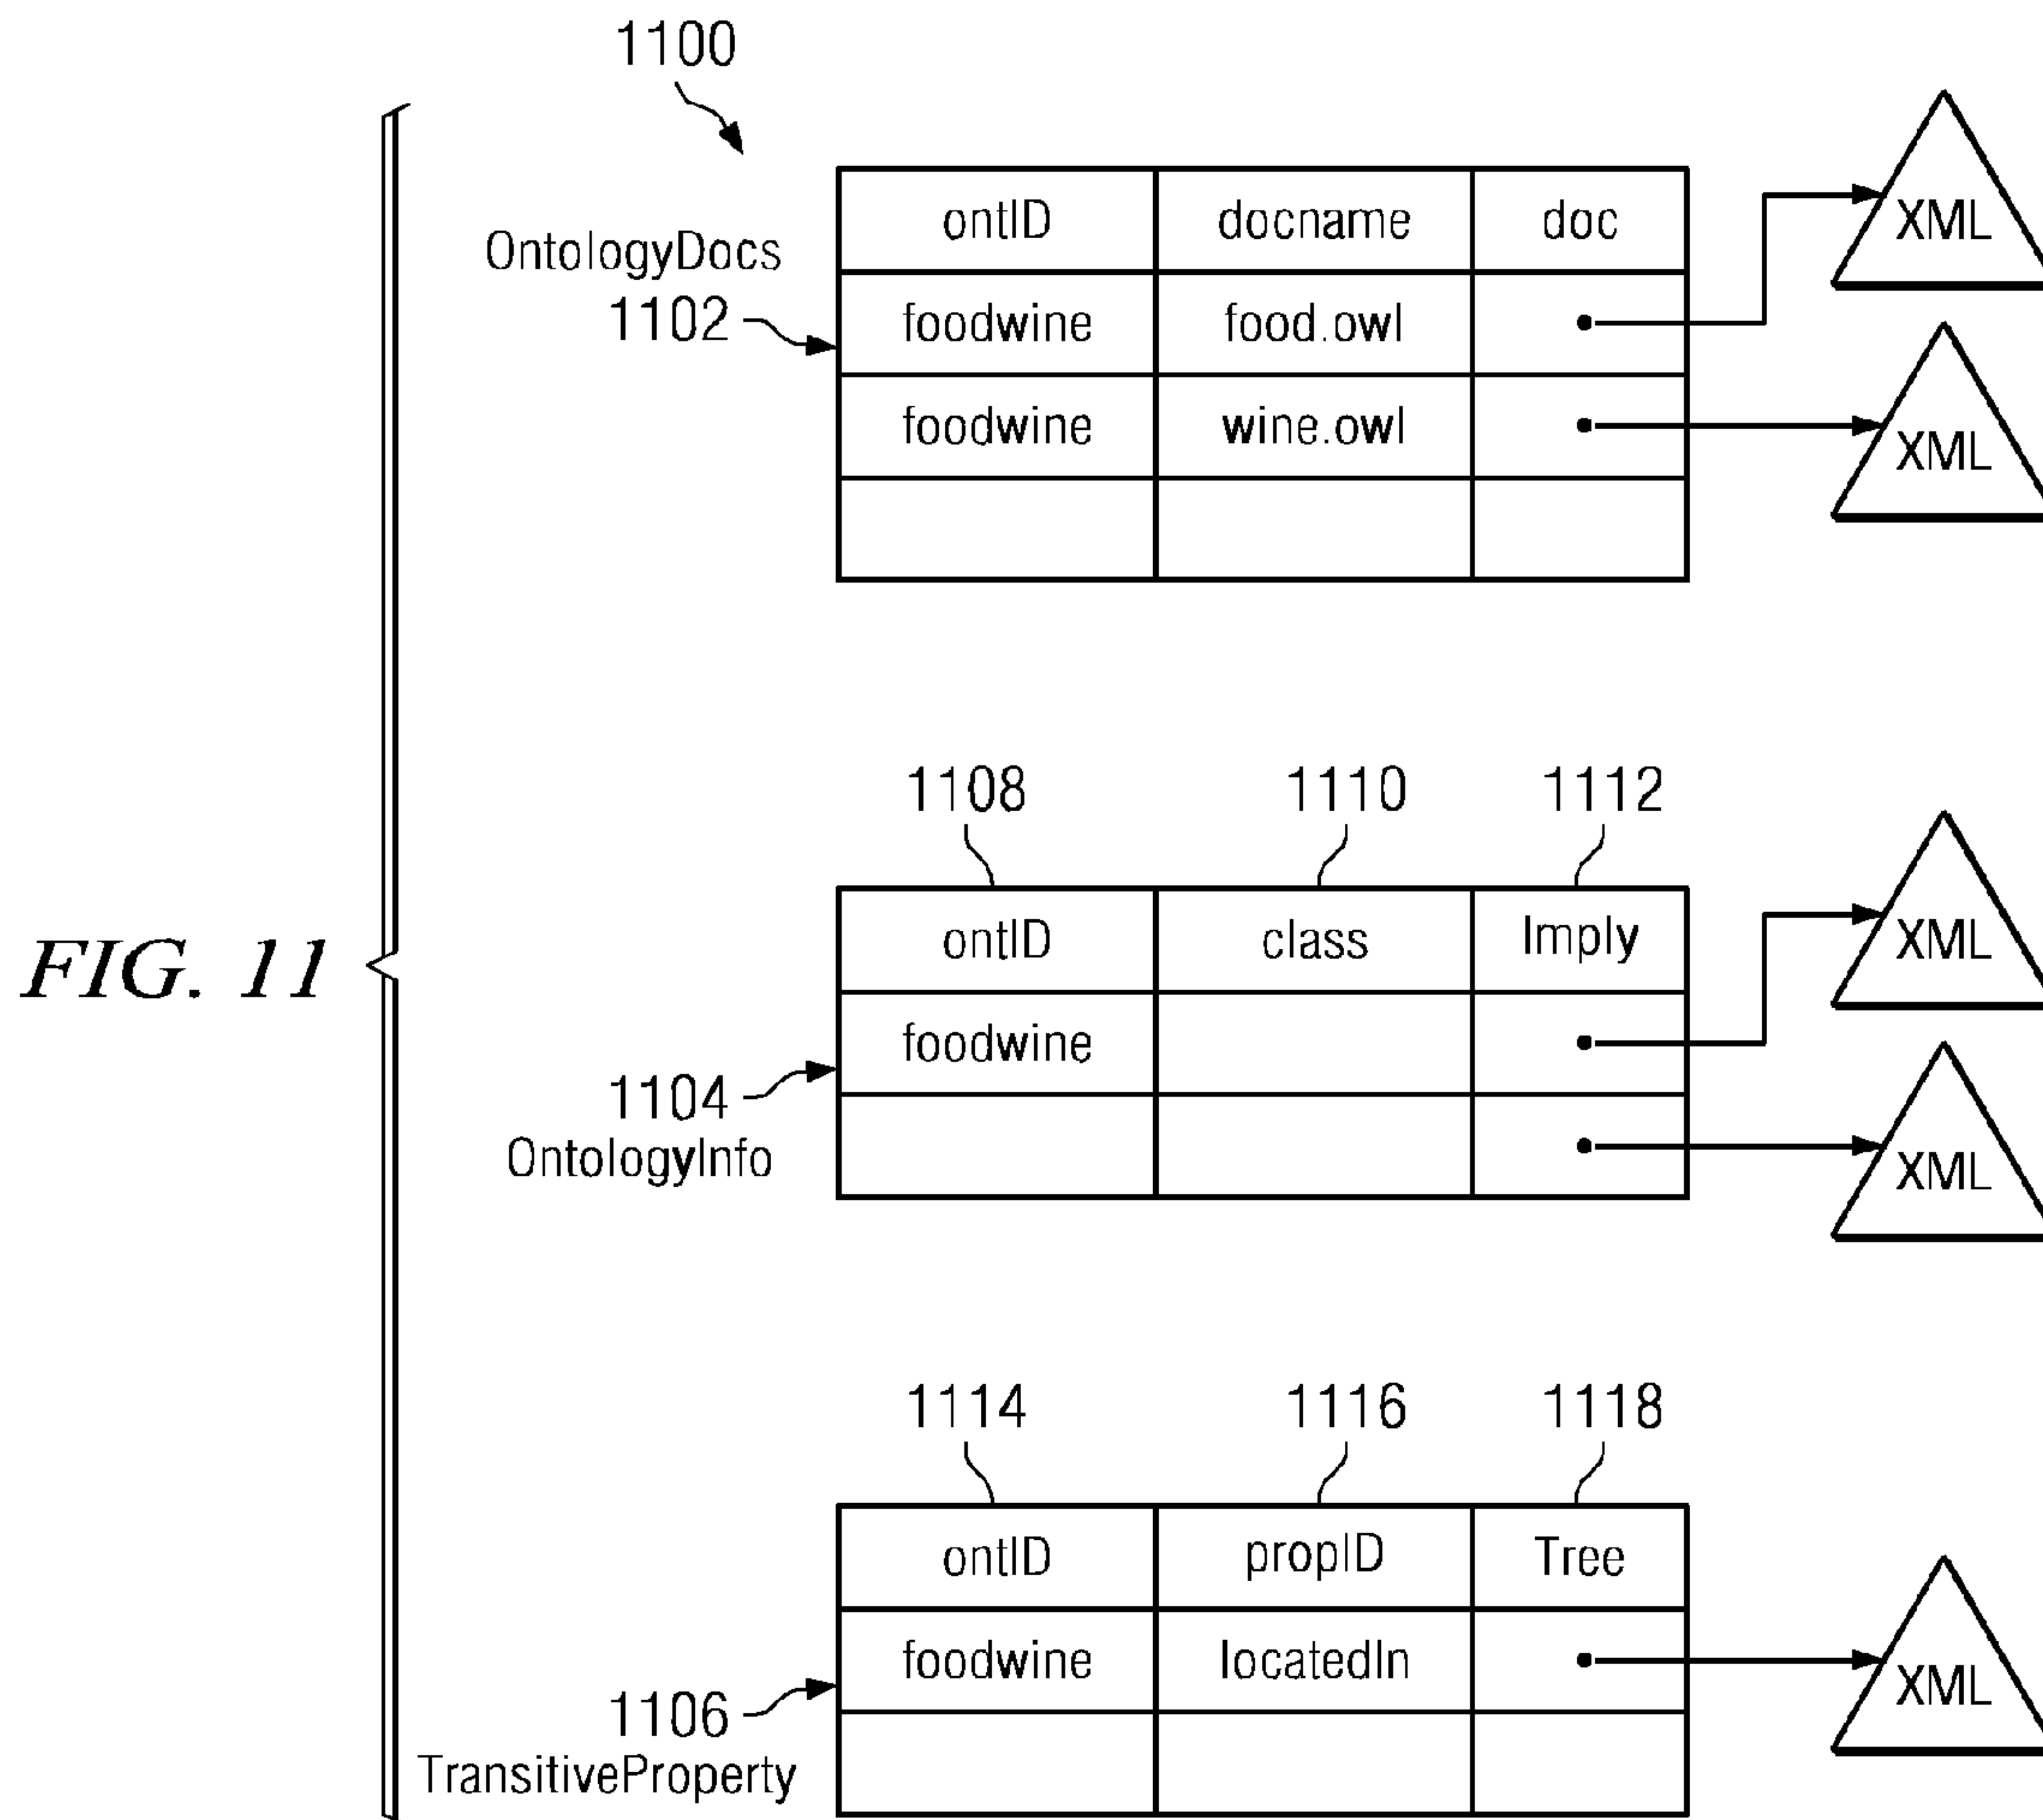 1100
OntologyDocs
1102
ontID docname doc
foodwine food.owl
foodwine wine.owl
XML
XML
FIG. 11
1108 1110 1112
ontID class Imply
foodwine
1104
OntologyInfo
XML
XML
1114 1116 1118
ontID propID Tree
foodwine locatedIn
1106
TransitiveProperty
XML